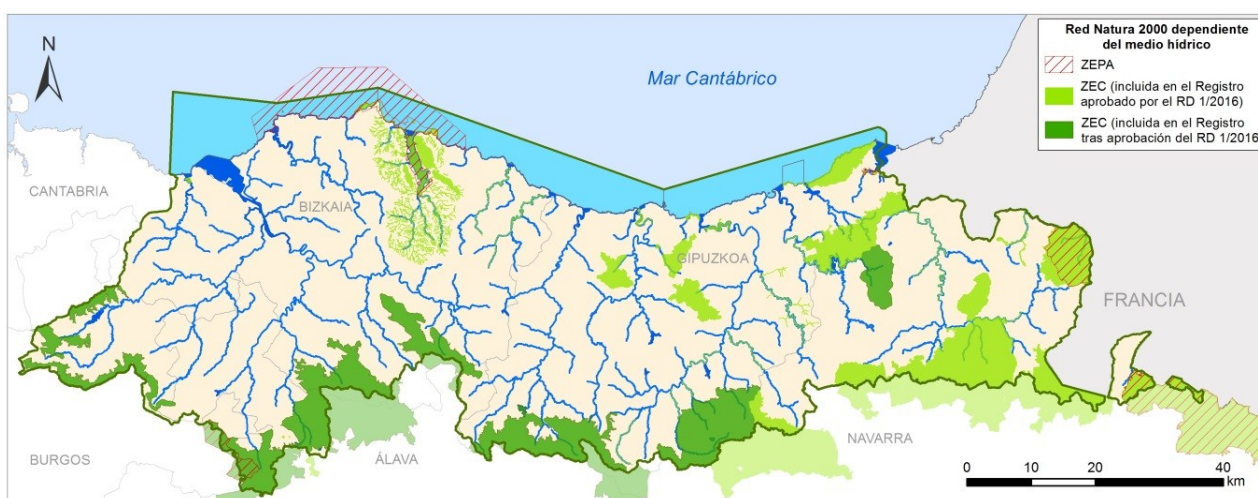 N
Mar Cantábrico
Red Natura 2000 dependiente
del medio hídrico
ZEPA
ZEC (incluida en el Registro
aprobado por el RD 1/2016)
ZEC (incluida en el Registro
tras aprobación del RD 1/2016
CANTABRIA
BIZKAIA
GIPUZKOA
FRANCIA
BURGOS
ÁLAVA
NAVARRA
0 10 20 40
km